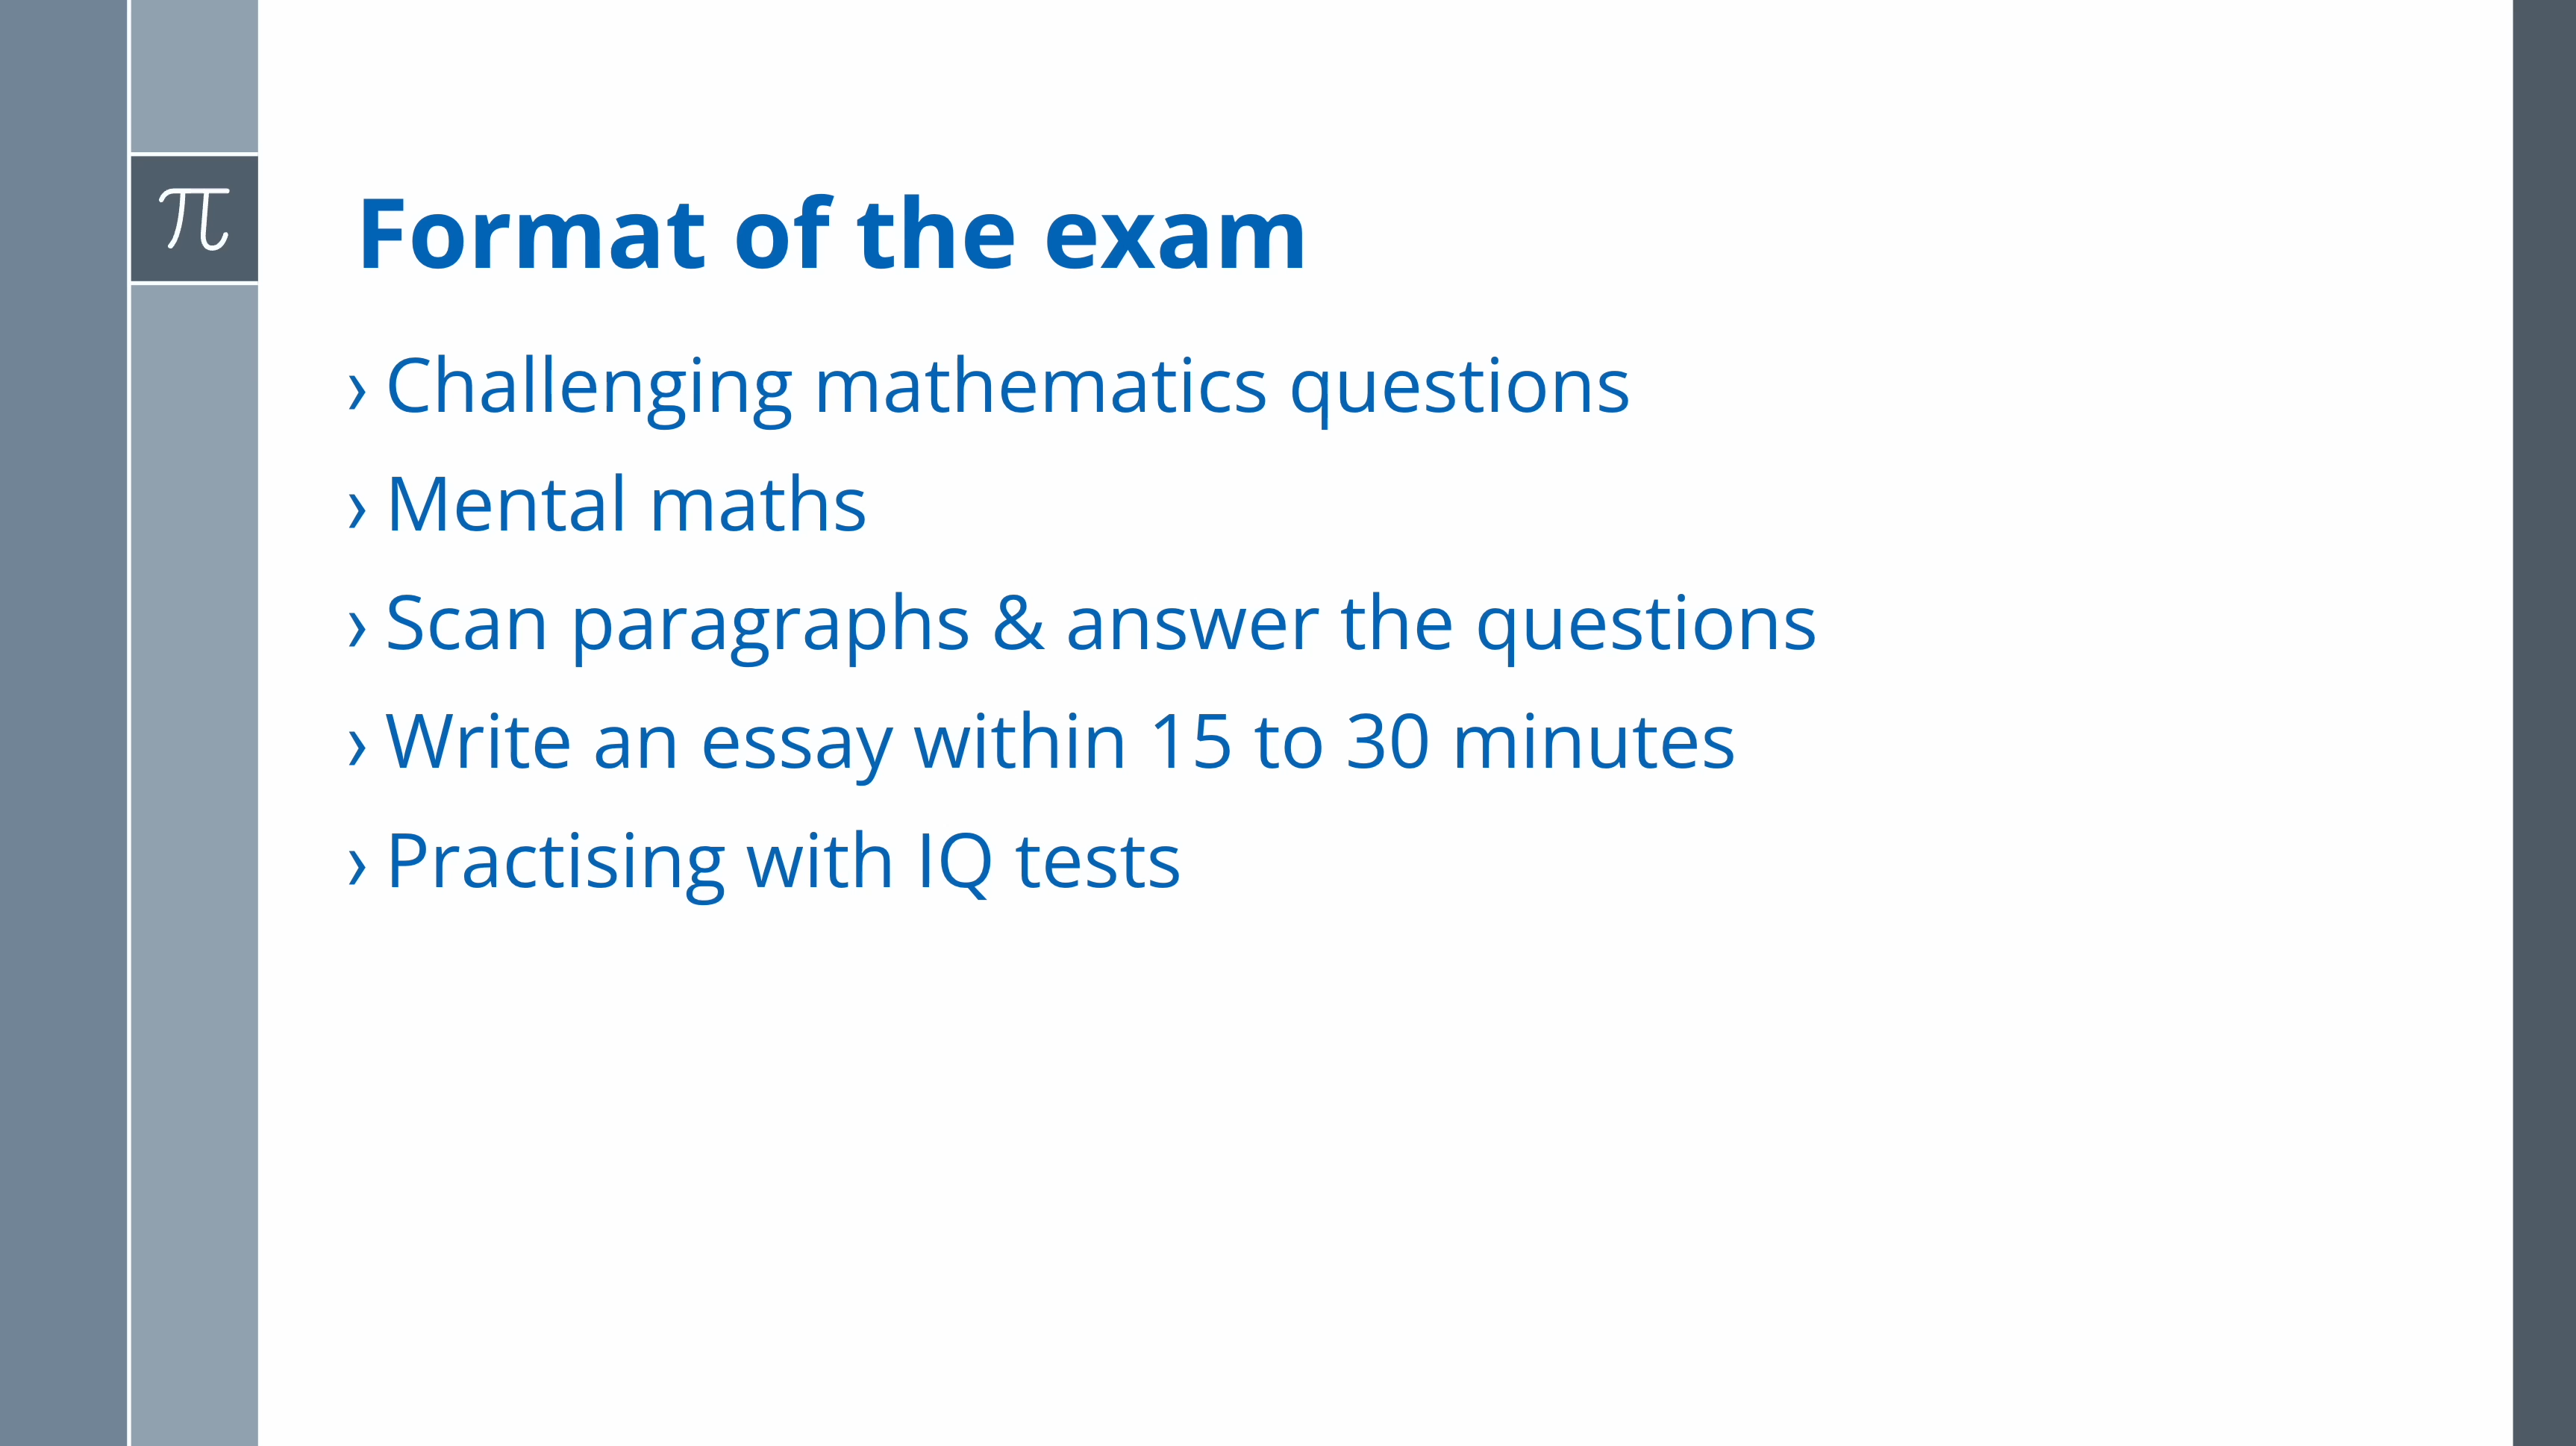 π
Format of the exam
› Challenging mathematics questions
› Mental maths
› Scan paragraphs & answer the questions
› Write an essay within 15 to 30 minutes
› Practising with IQ tests